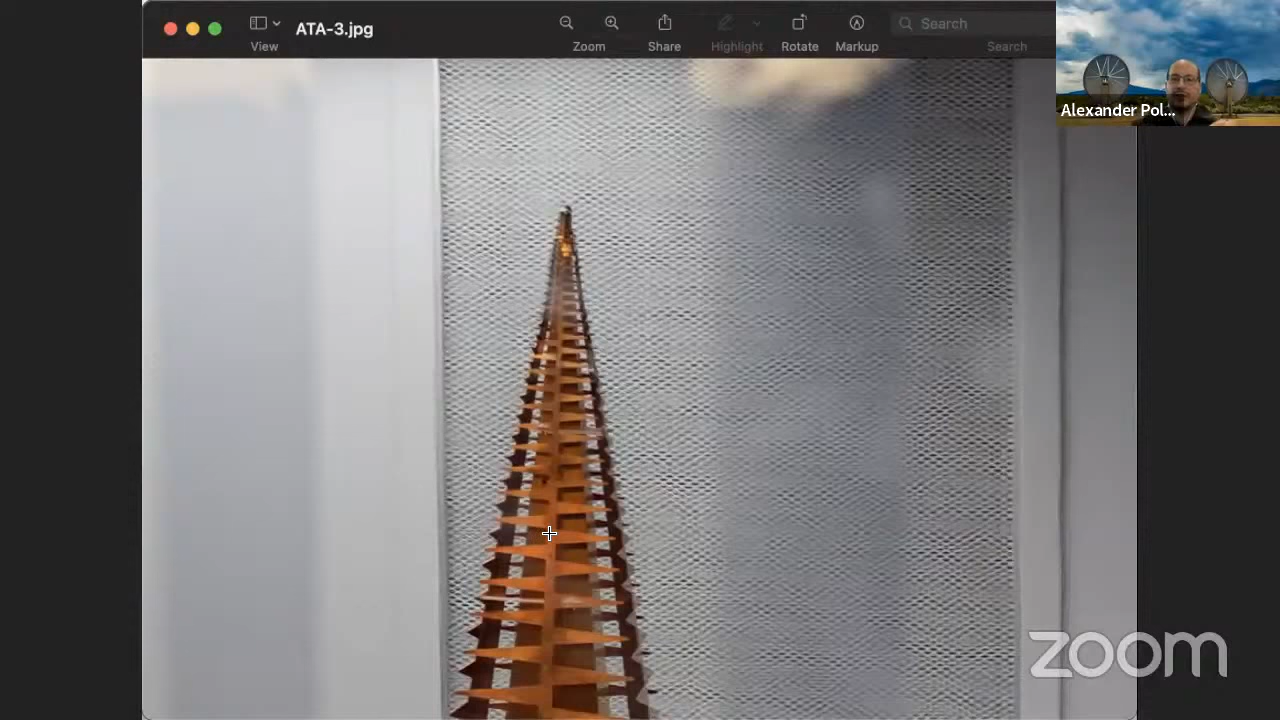 ATA-3.jpg
View
Zoom
Share
Highlight
Rotate
Markup
Search
Search
Alexander Pol...
zoom